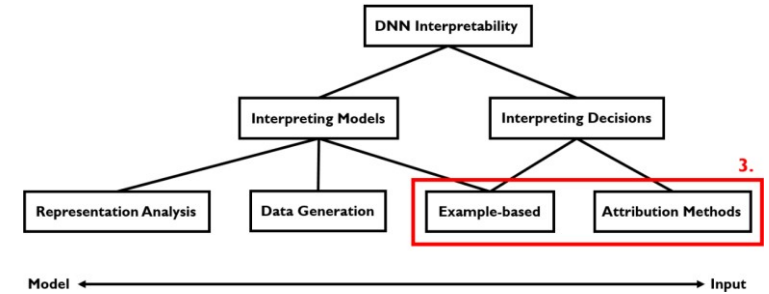 DNN Interpretability
Interpreting Models
Interpreting Decisions
3.
Representation Analysis
Data Generation
Example-based
Attribution Methods
Model
Input